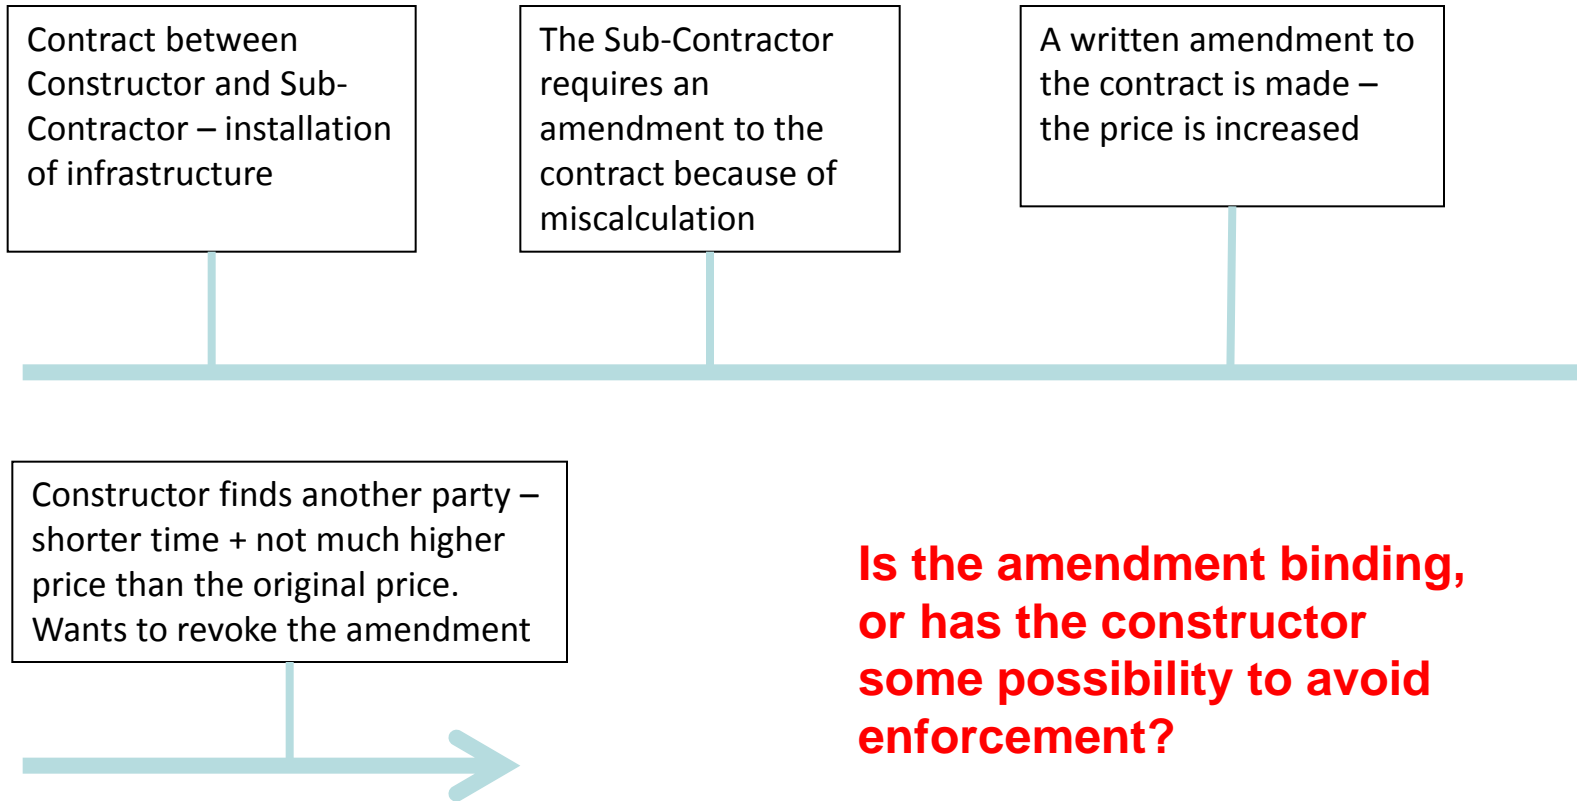 Contract between
Constructor and Sub-
Contractor – installation
of infrastructure
The Sub-Contractor
requires an
amendment to the
contract because of
miscalculation
A written amendment to
the contract is made –
the price is increased
Constructor finds another party –
shorter time + not much higher
price than the original price.
Wants to revoke the amendment
Is the amendment binding,
or has the constructor
some possibility to avoid
enforcement?